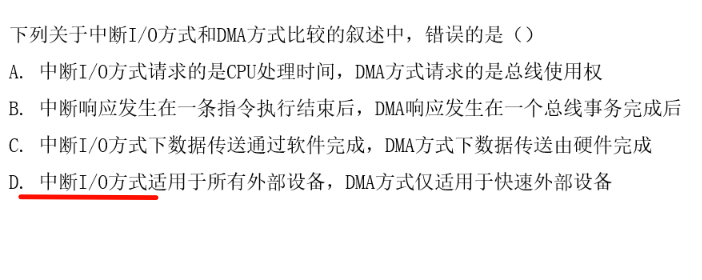 下列关于中断I/O方式和DMA方式比较的叙述中，错误的是（）
A. 中断I/O方式请求的是CPU处理时间，DMA方式请求的是总线使用权
B. 中断响应发生在一条指令执行结束后，DMA响应发生在一个总线事务完成后
C. 中断I/O方式下数据传送通过软件完成，DMA方式下数据传送由硬件完成
D. 中断I/O方式适用于所有外部设备，DMA方式仅适用于快速外部设备